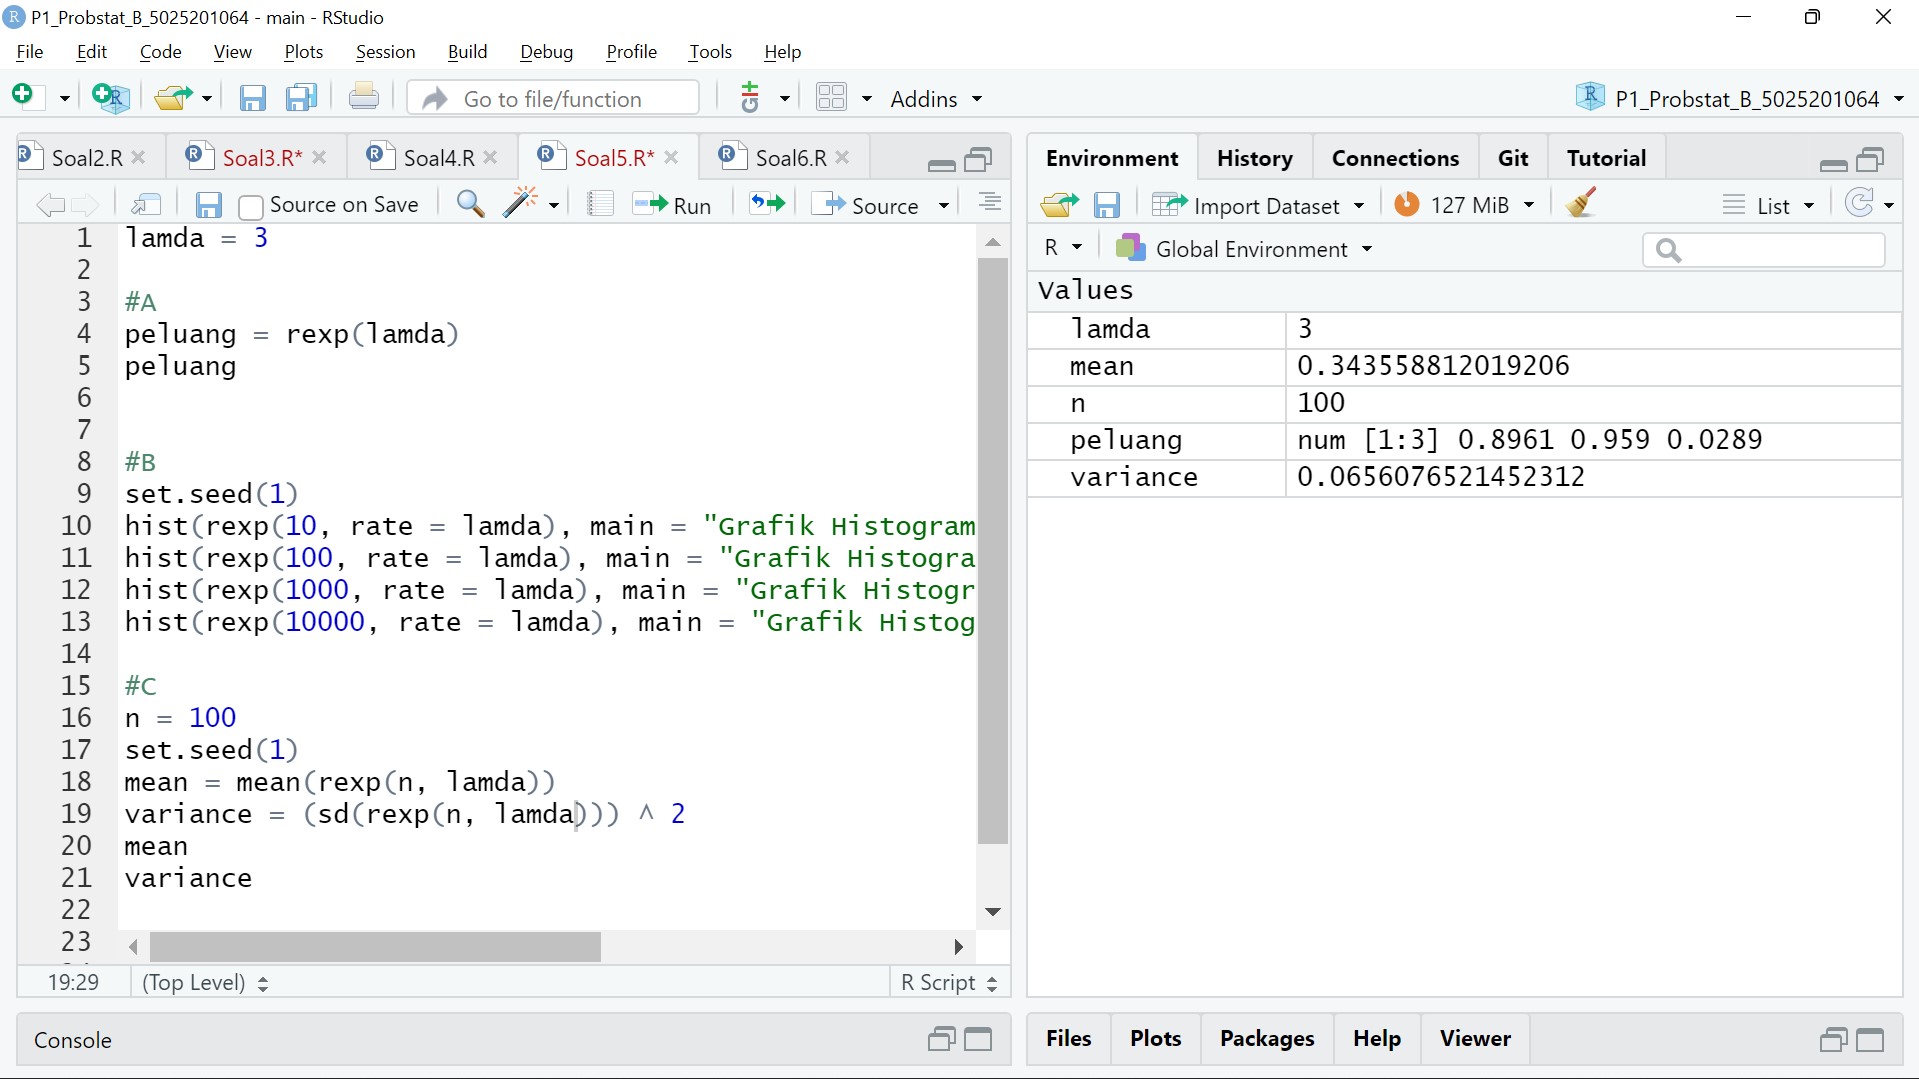 P1_Probstat_B_5025201064 - main - RStudio
File Edit Code View Plots Session Build Debug Profile Tools Help
Go to file/function Addins P1_Probstat_B_5025201064
Soal2.R Soal3.R* Soal4.R Soal5.R* Soal6.R
Source on Save Run Source
1 lamda = 3
2
3 #A
4 peluang = rexp(lamda)
5 peluang
6
7
8 #B
9 set.seed(1)
10 hist(rexp(10, rate = lamda), main = "Grafik Histogram
11 hist(rexp(100, rate = lamda), main = "Grafik Histogra
12 hist(rexp(1000, rate = lamda), main = "Grafik Histogr
13 hist(rexp(10000, rate = lamda), main = "Grafik Histog
14
15 #C
16 n = 100
17 set.seed(1)
18 mean = mean(rexp(n, lamda))
19 variance = (sd(rexp(n, lamda))) ^ 2
20 mean
21 variance
22
23
19:29 (Top Level) R Script
Console
Environment History Connections Git Tutorial
Import Dataset 127 MiB List
R Global Environment
Values
lamda 3
mean 0.343558812019206
n 100
peluang num [1:3] 0.8961 0.959 0.0289
variance 0.0656076521452312
Files Plots Packages Help Viewer